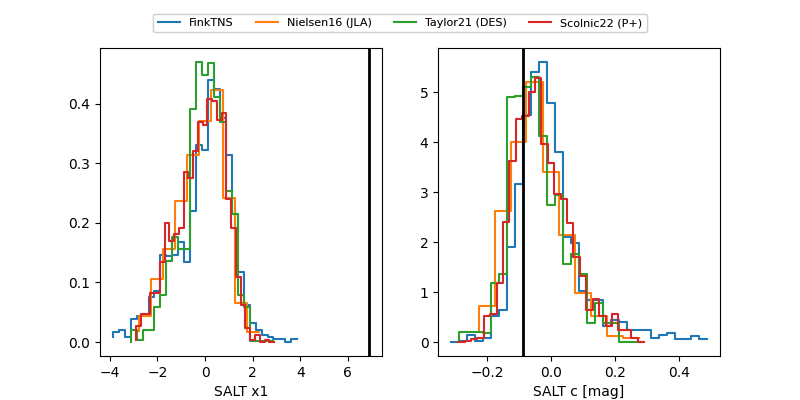 FinkTNS Nielsen16 (JLA) Taylor21 (DES) Scolnic22 (P+)
0.4
0.3
0.2
0.1
0.0
−4 −2 0 2 4 6
SALT x1
5
4
3
2
1
0
−0.2 0.0 0.2 0.4
SALT c [mag]